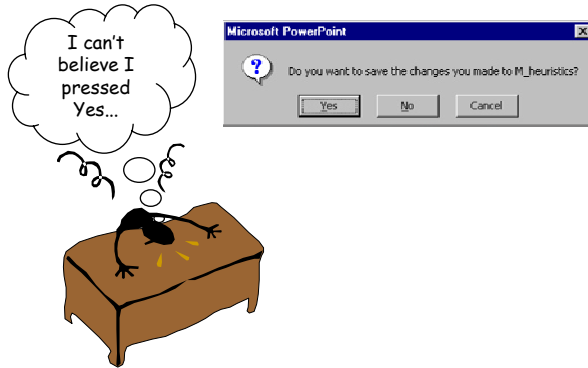 I can't
believe I
pressed
Yes...
Microsoft PowerPoint
Do you want to save the changes you made to M_heuristics?
Yes
No
Cancel